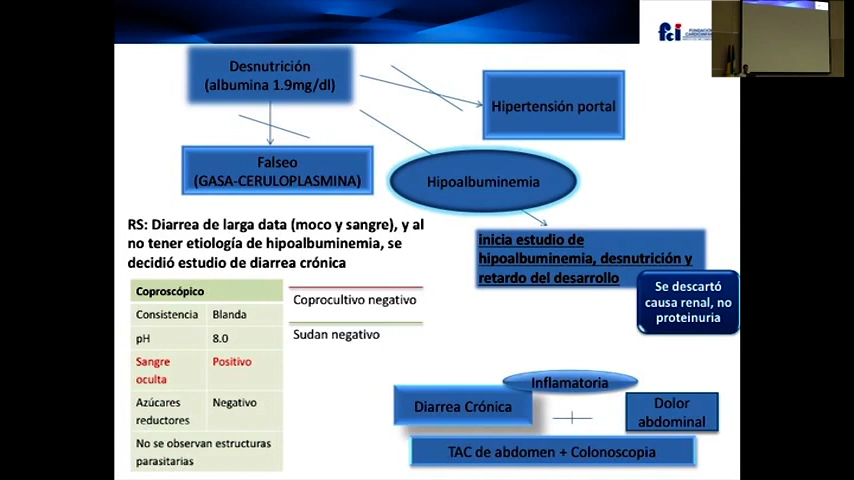 fci
FUNDACIÓN
Desnutrición
(albumina 1.9mg/dl)
Hipertensión portal
Falseo
(GASA-CERULOPLASMINA)
Hipoalbuminemia
RS: Diarrea de larga data (moco y sangre), y al
no tener etiología de hipoalbuminemia, se
decidió estudio de diarrea crónica
inicia estudio de
hipoalbuminemia, desnutrición y
retardo del desarrollo
Se descartó
causa renal, no
proteinuria
Coproscópico
Consistencia Blanda
pH 8.0
Sangre
oculta
Positivo
Azúcares
reductores
Negativo
No se observan estructuras
parasitarias
Coprocultivo negativo
Sudan negativo
Inflamatoria
Diarrea Crónica
Dolor
abdominal
TAC de abdomen + Colonoscopia